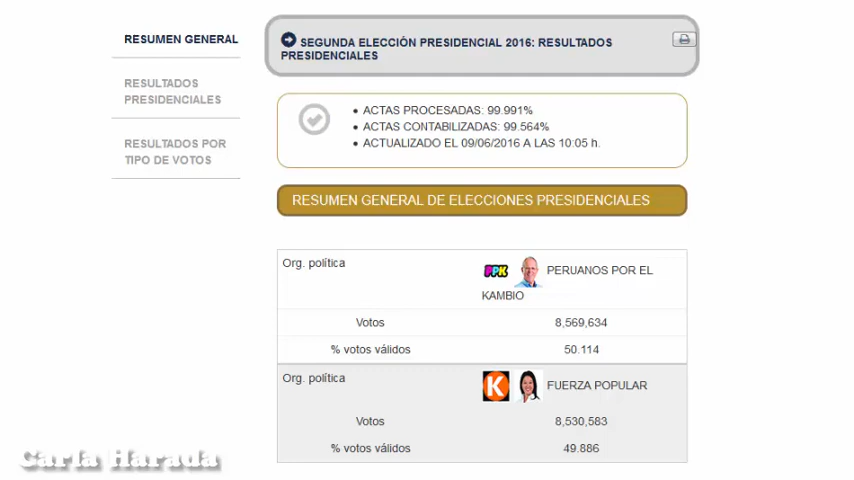 RESUMEN GENERAL
RESULTADOS
PRESIDENCIALES
RESULTADOS POR
TIPO DE VOTOS
SEGUNDA ELECCIÓN PRESIDENCIAL 2016: RESULTADOS
PRESIDENCIALES
ACTAS PROCESADAS: 99.991%
ACTAS CONTABILIZADAS: 99.564%
ACTUALIZADO EL 09/06/2016 A LAS 10:05 h.
RESUMEN GENERAL DE ELECCIONES PRESIDENCIALES
Org. política
PPK
PERUANOS POR EL
KAMBIO
Votos 8,569,634
% votos válidos 50.114
Org. política
K
FUERZA POPULAR
Votos 8,530,583
% votos válidos 49.886
Carla Harada